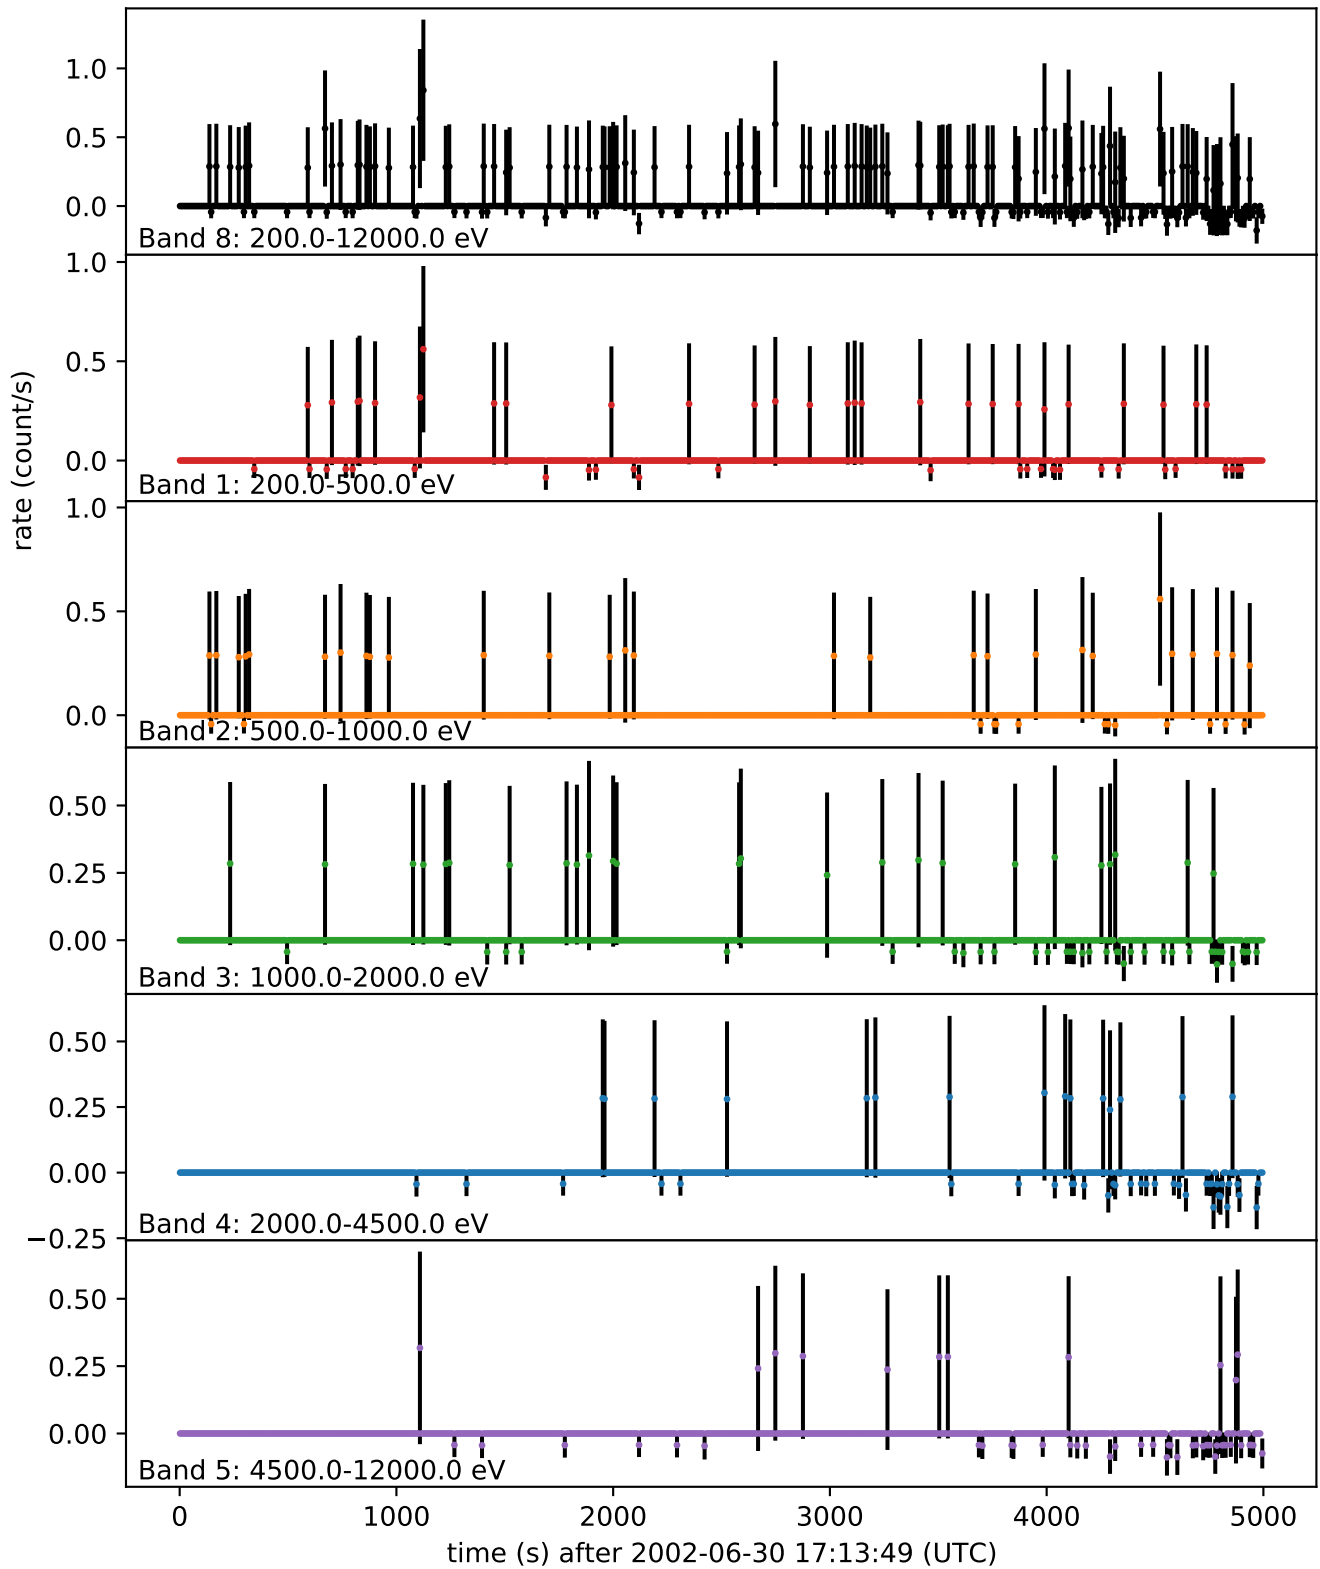 1.0
0.5
0.0
Band 8: 200.0-12000.0 eV
1.0
0.5
0.0
Band 1: 200.0-500.0 eV
rate (count/s)
1.0
0.5
0.0
Band 2: 500.0-1000.0 eV
0.50
0.25
0.00
Band 3: 1000.0-2000.0 eV
0.50
0.25
0.00
−0.25
Band 4: 2000.0-4500.0 eV
0.50
0.25
0.00
Band 5: 4500.0-12000.0 eV
0 1000 2000 3000 4000 5000
time (s) after 2002-06-30 17:13:49 (UTC)